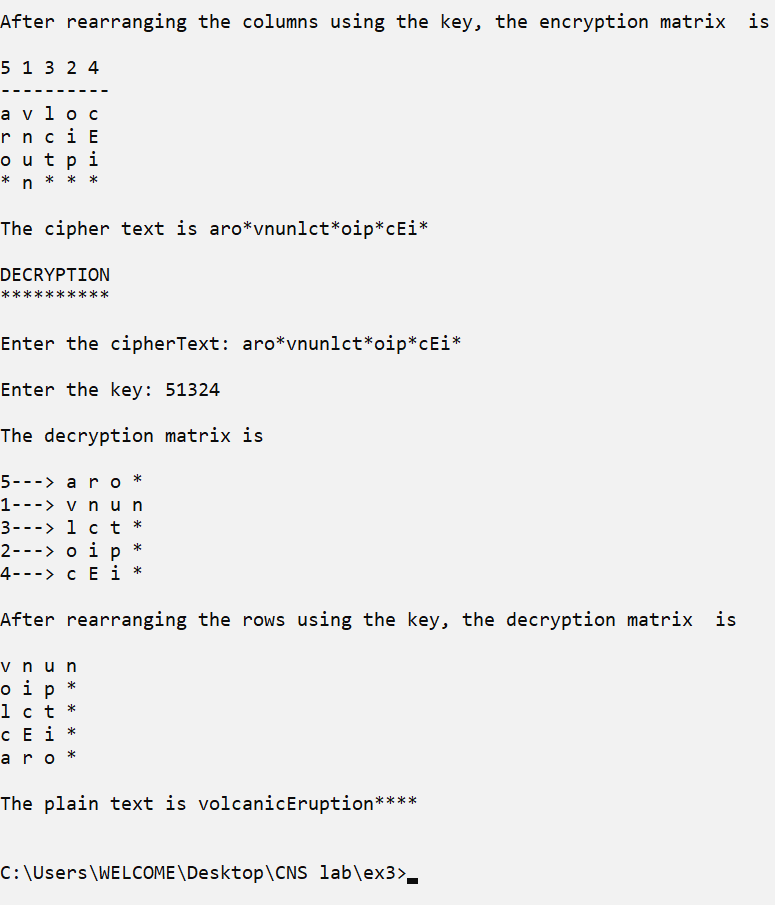 After rearranging the columns using the key, the encryption matrix  is
5 1 3 2 4
----------
a v l o c
r n c i E
o u t p i
* n * * *
The cipher text is aro*vnunlct*oip*cEi*
DECRYPTION
**********
Enter the cipherText: aro*vnunlct*oip*cEi*
Enter the key: 51324
The decryption matrix is
5---> a r o *
1---> v n u n
3---> l c t *
2---> o i p *
4---> c E i *
After rearranging the rows using the key, the decryption matrix  is
v n u n
o i p *
l c t *
c E i *
a r o *
The plain text is volcanicEruption****
C:\Users\WELCOME\Desktop\CNS lab\ex3>